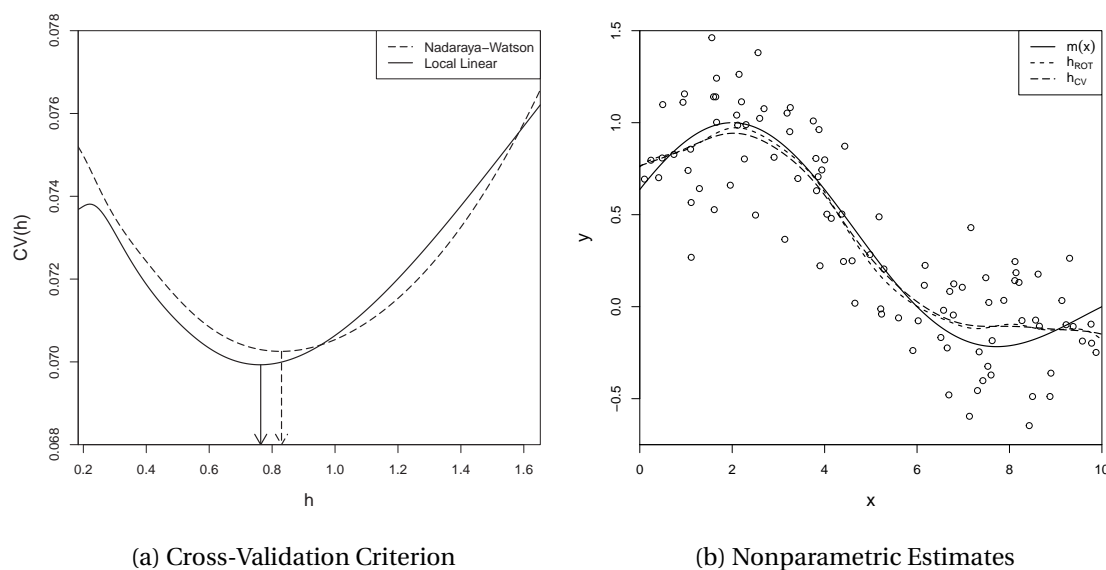 0.078
0.076
0.074
0.072
0.070
0.068
CV(h)
Nadaraya−Watson
Local Linear
0.2 0.4 0.6 0.8 1.0 1.2 1.4 1.6
h
(a) Cross-Validation Criterion
1.5
1.0
0.5
0.0
−0.5
y
m(x)
hROT
hCV
0 2 4 6 8 10
x
(b) Nonparametric Estimates